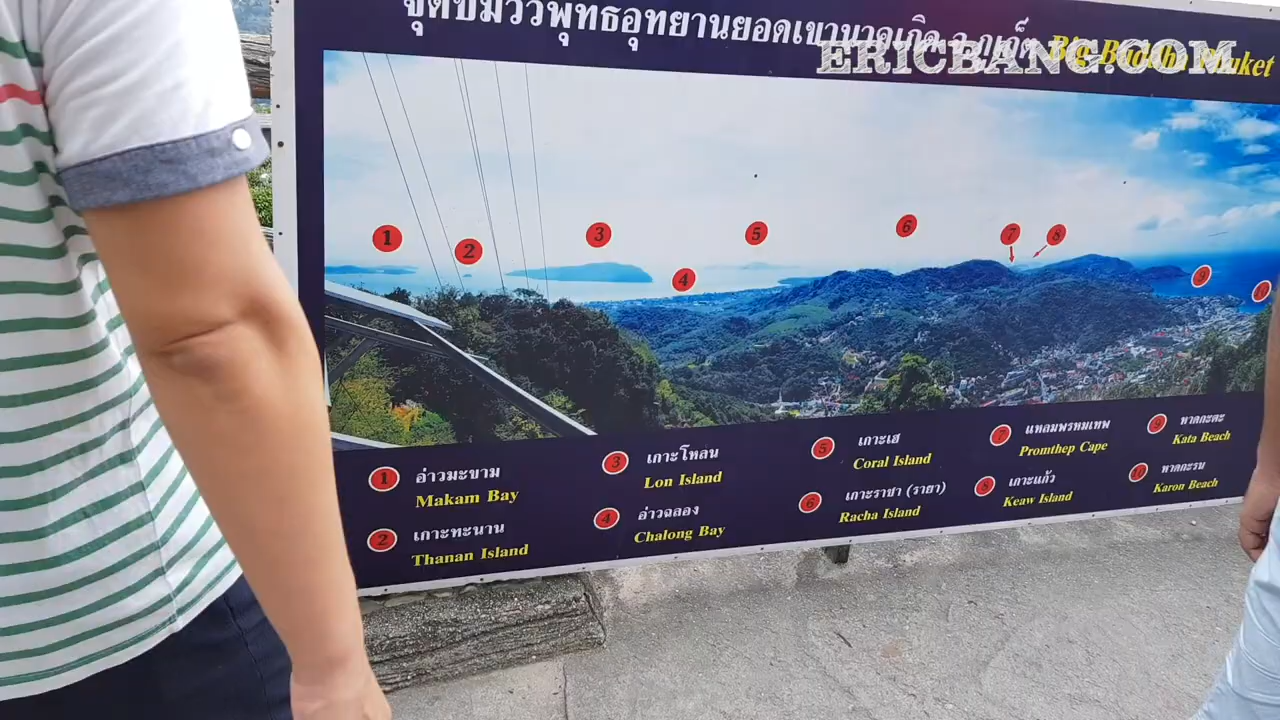 จุดชมวิวพุทธอุทยานยอดเขานาคเกิด จ.ภูเก็ต Big Buddha Phuket
ERICBANG.COM
1
2
3
4
5
6
7
8
9
10
1 อ่าวมะขาม
Makam Bay
2 เกาะทะนาน
Thanan Island
3 เกาะโหลน
Lon Island
4 อ่าวฉลอง
Chalong Bay
5 เกาะเฮ
Coral Island
6 เกาะราชา (รายา)
Racha Island
7 แหลมพรหมเทพ
Promthep Cape
8 เกาะแก้ว
Keaw Island
9 หาดกะตะ
Kata Beach
10 หาดกะรน
Karon Beach